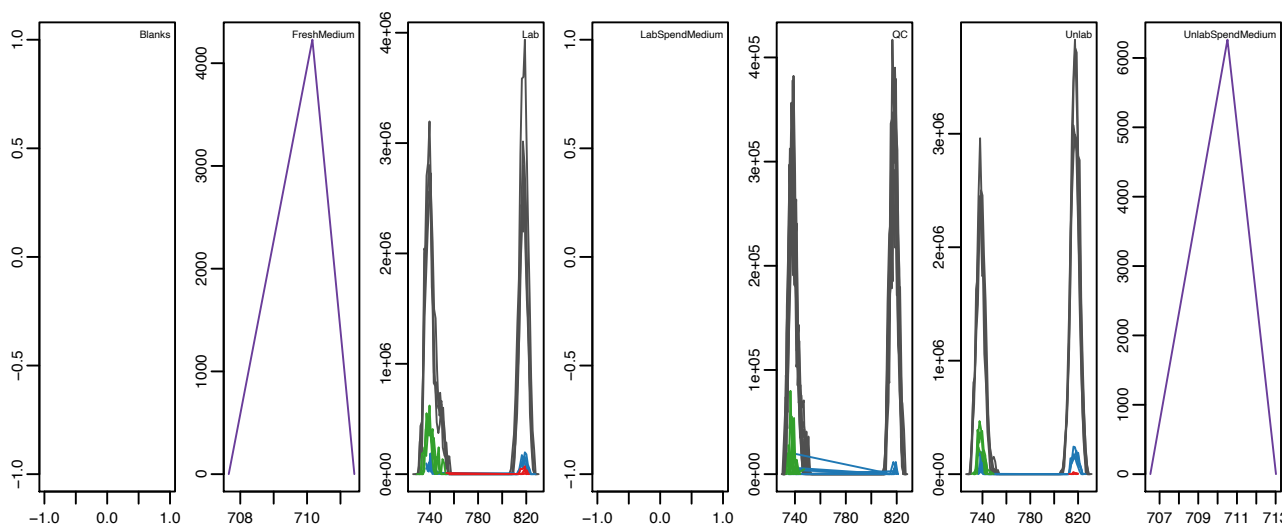 Blanks
1.0
0.5
0.0
−0.5
−1.0
−1.0 0.0 1.0
FreshMedium
4000
3000
2000
1000
0
708 710
Lab
4e+06
3e+06
2e+06
1e+06
0e+00
740 780 820
LabSpendMedium
1.0
0.5
0.0
−0.5
−1.0
−1.0 0.0 1.0
QC
4e+05
3e+05
2e+05
1e+05
0e+00
740 780 820
Unlab
3e+06
2e+06
1e+06
0e+00
740 780 820
UnlabSpendMedium
6000
5000
4000
3000
2000
1000
0
707 709 711 713